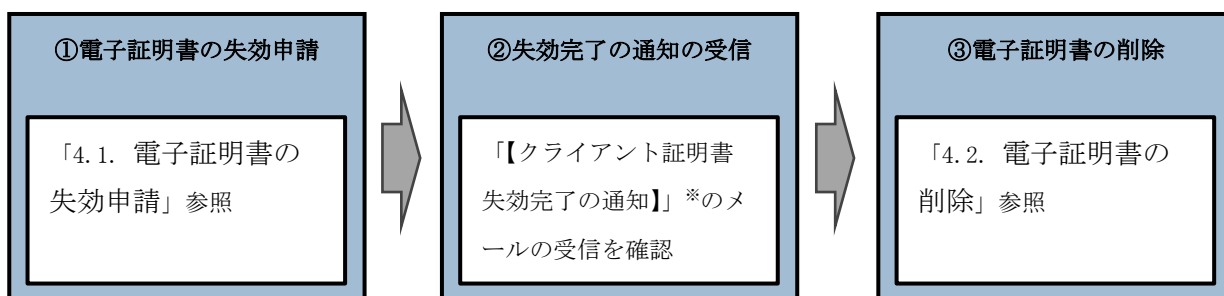 ①電子証明書の失効申請
「4.1. 電子証明書の
失効申請」参照
②失効完了の通知の受信
「【クライアント証明書
失効完了の通知】」※のメ
ールの受信を確認
③電子証明書の削除
「4.2. 電子証明書の
削除」参照